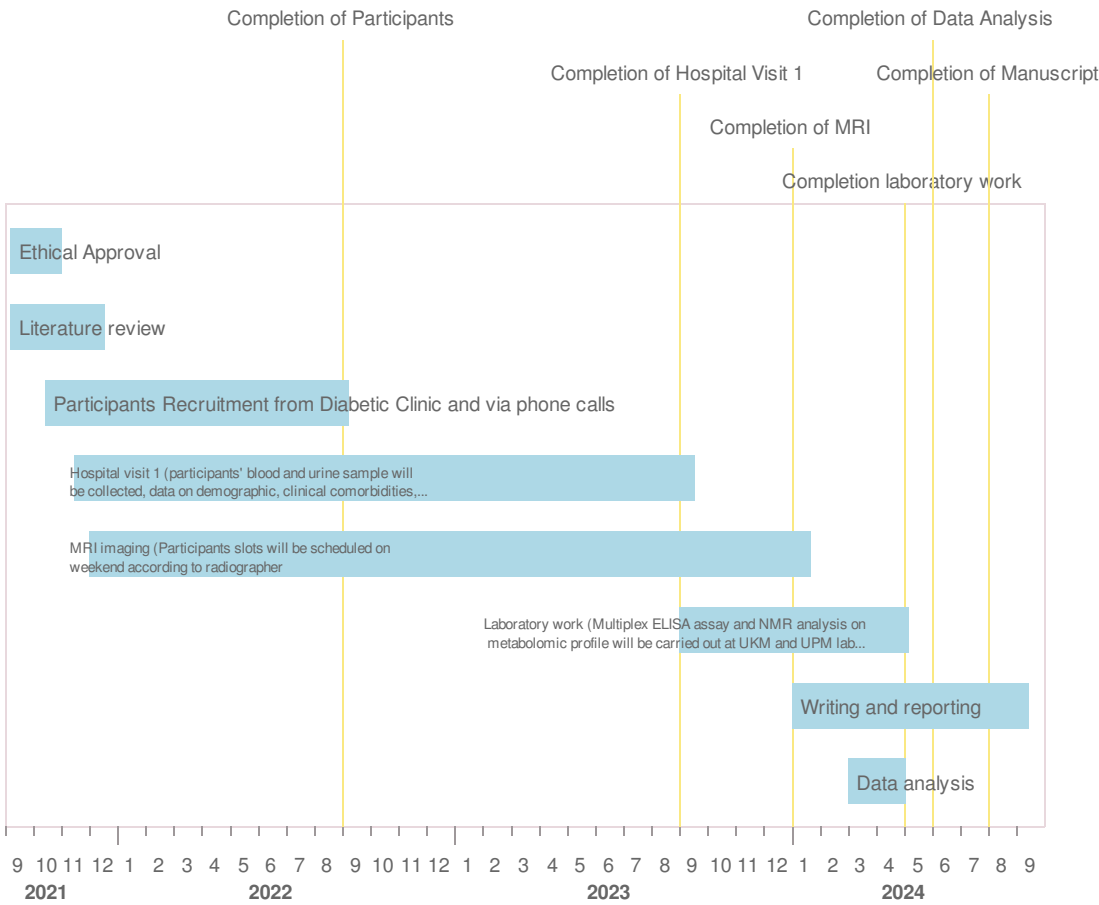 Completion of Participants
Completion of Data Analysis
Completion of Hospital Visit 1
Completion of Manuscript
Completion of MRI
Completion laboratory work
Ethical Approval
Literature review
Participants Recruitment from Diabetic Clinic and via phone calls
Hospital visit 1 (participants' blood and urine sample will
be collected, data on demographic, clinical comorbidities,...
MRI imaging (Participants slots will be scheduled on
weekend according to radiographer
Laboratory work (Multiplex ELISA assay and NMR analysis on
metabolomic profile will be carried out at UKM and UPM lab...
Writing and reporting
Data analysis
9 10 11 12 1 2 3 4 5 6 7 8 9 10 11 12 1 2 3 4 5 6 7 8 9 10 11 12 1 2 3 4 5 6 7 8 9
2021 2022 2023 2024